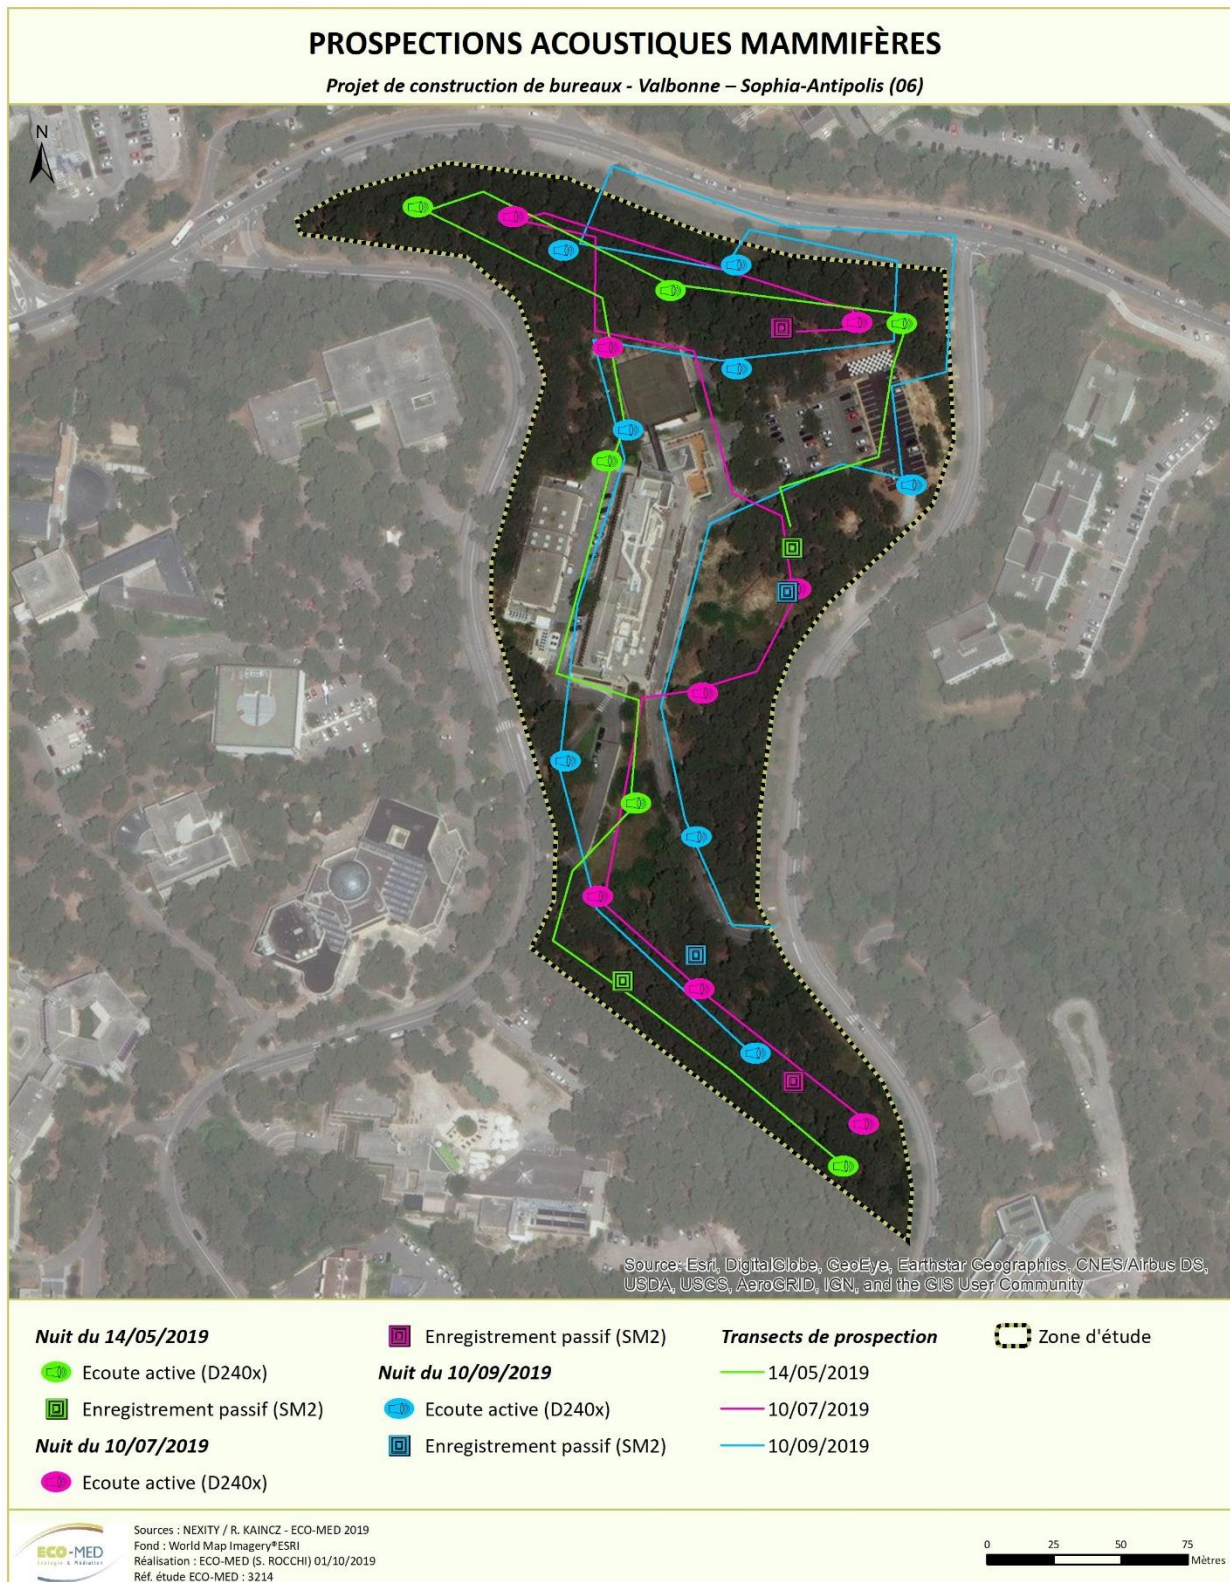 PROSPECTIONS ACOUSTIQUES MAMMIFÈRES
Projet de construction de bureaux - Valbonne – Sophia-Antipolis (06)
N
Source: Esri, DigitalGlobe, GeoEye, Earthstar Geographics, CNES/Airbus DS,
USDA, USGS, AeroGRID, IGN, and the GIS User Community
Nuit du 14/05/2019
Ecoute active (D240x)
Enregistrement passif (SM2)
Nuit du 10/07/2019
Ecoute active (D240x)
Enregistrement passif (SM2)
Nuit du 10/09/2019
Ecoute active (D240x)
Enregistrement passif (SM2)
Transects de prospection
14/05/2019
10/07/2019
10/09/2019
Zone d'étude
ECO-MED
Ecologie & Médiation
Sources : NEXITY / R. KAINCZ - ECO-MED 2019
Fond : World Map Imagery®ESRI
Réalisation : ECO-MED (S. ROCCHI) 01/10/2019
Réf. étude ECO-MED : 3214
0 25 50 75
Mètres